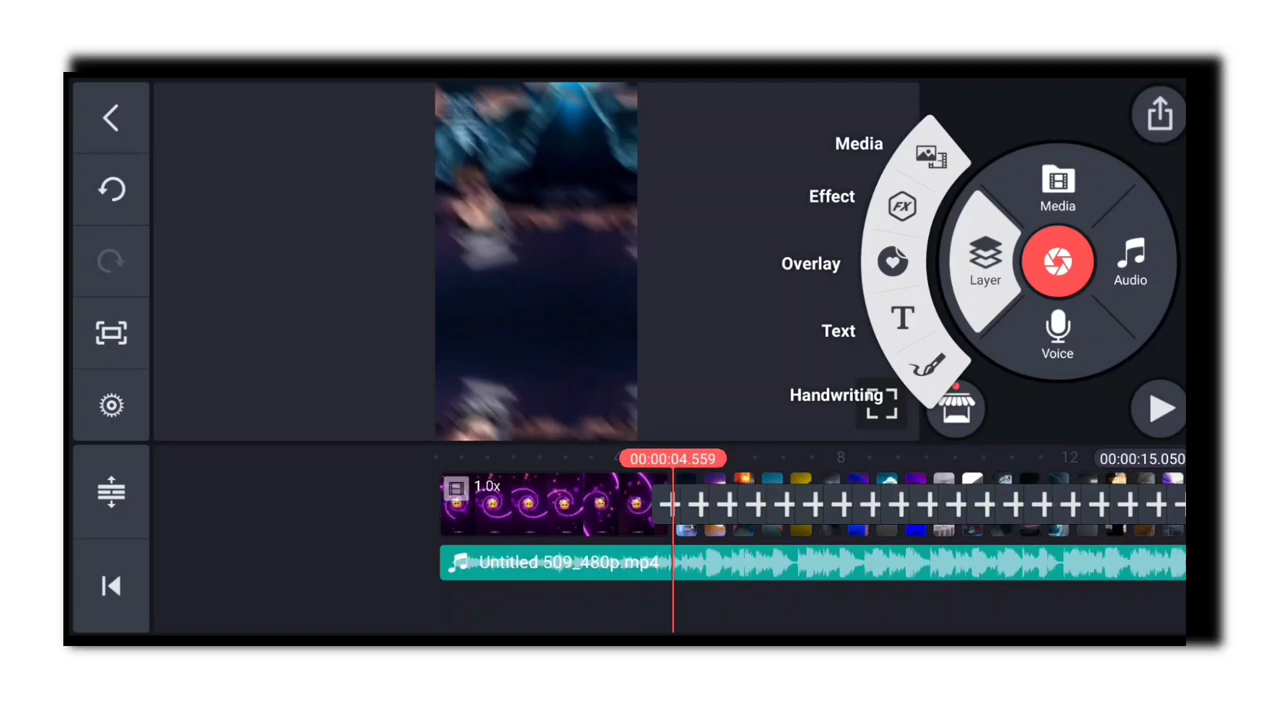 Media
Effect
Overlay
Text
Handwriting
FX
T
Media
Layer
Audio
Voice
00:00:04.559
8
12
00:00:15.050
1.0x
Untitled 509_480p.mp4